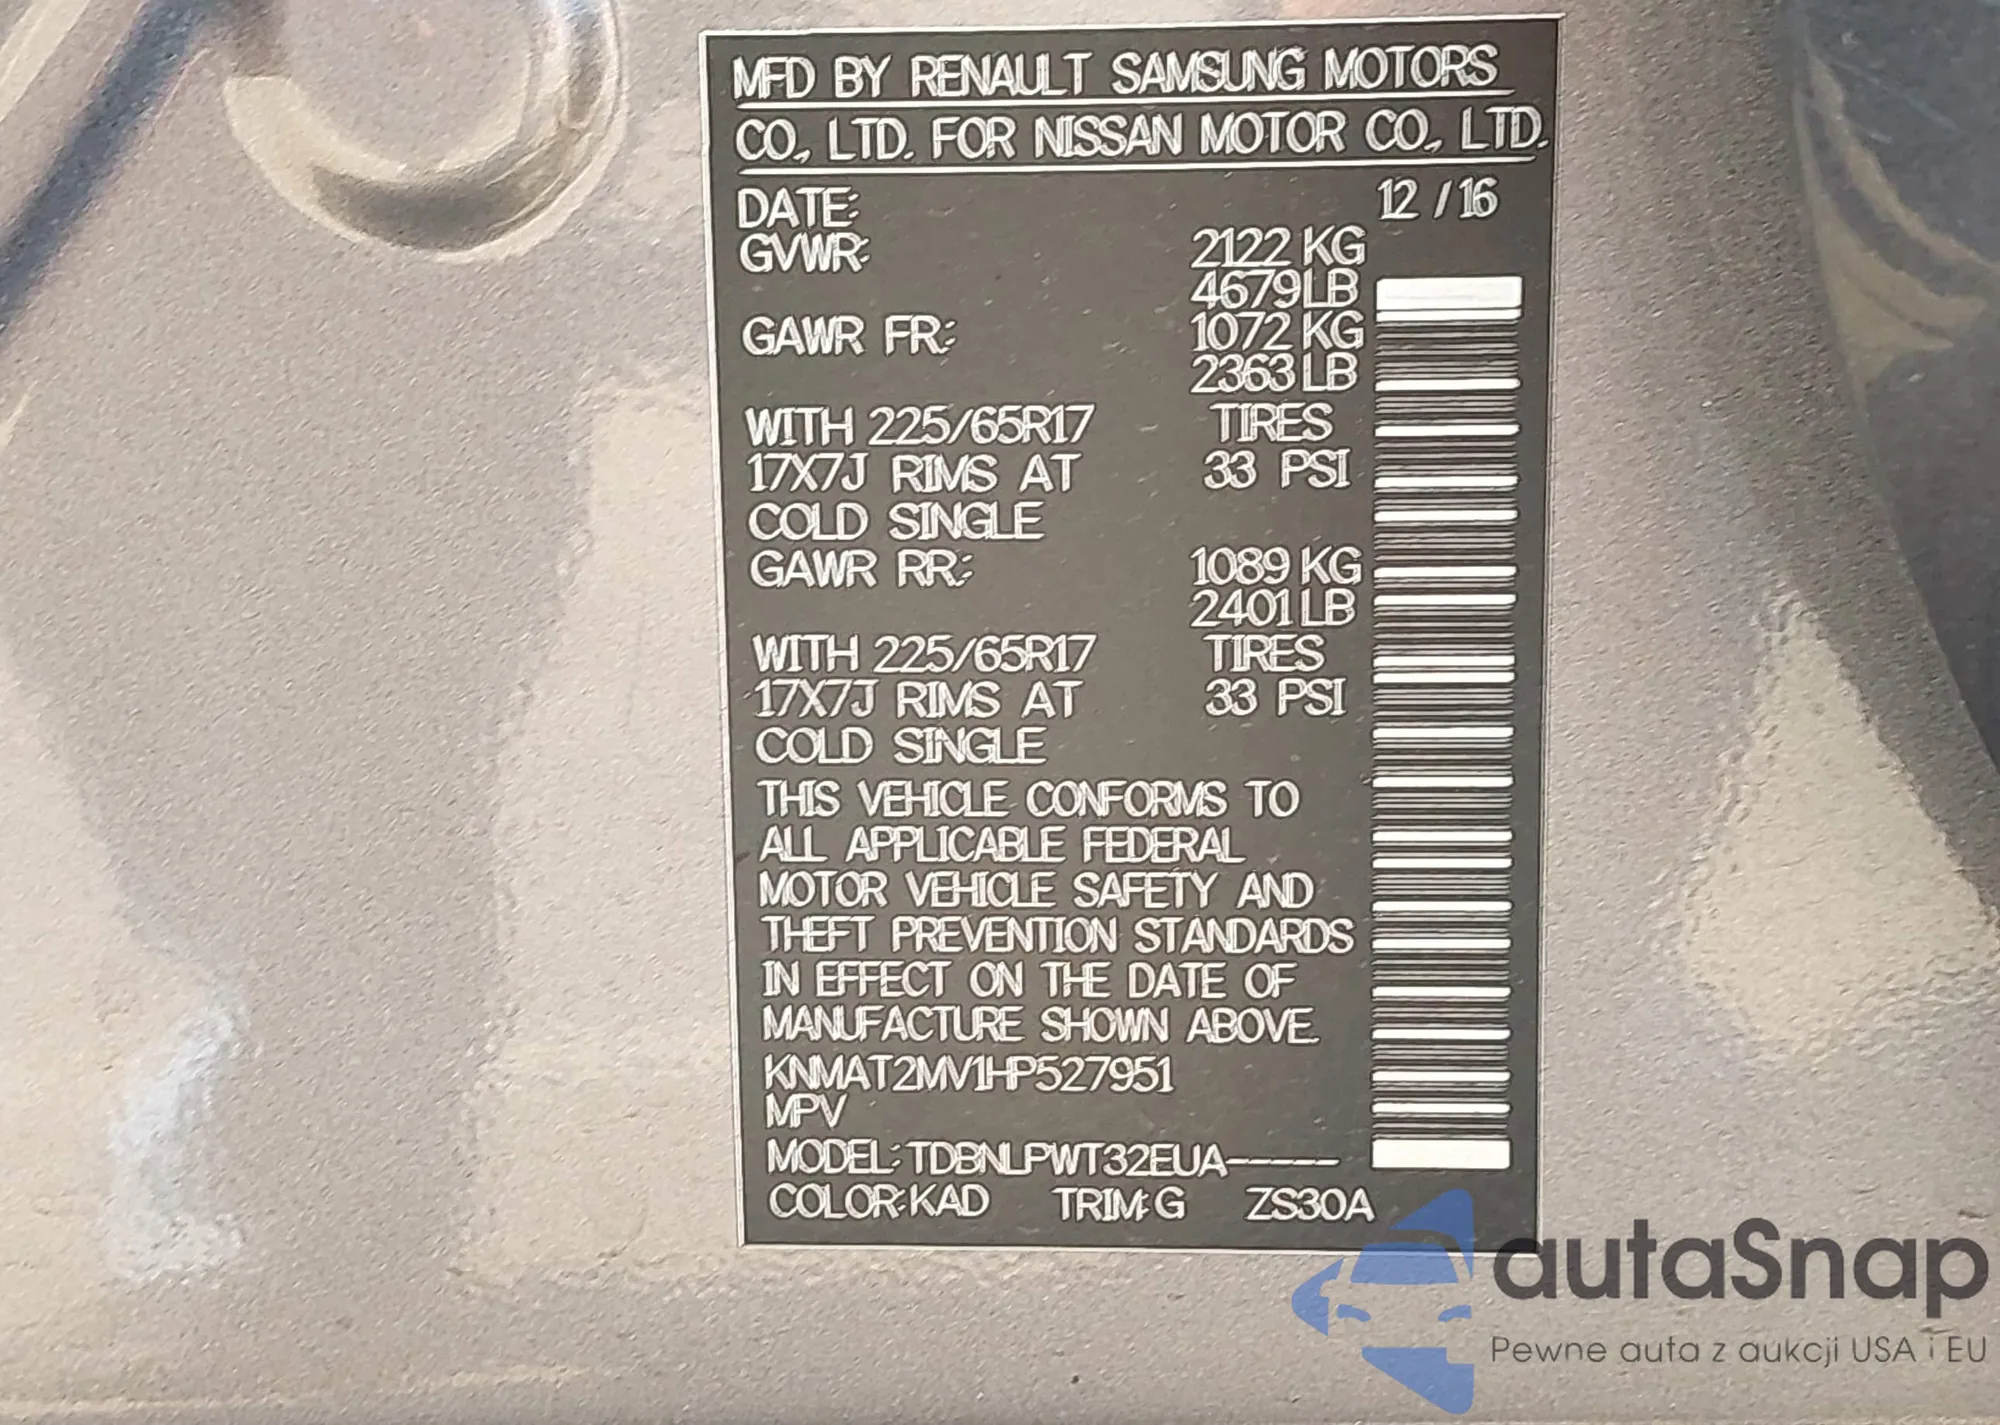 MFD BY RENAULT SAMSUNG MOTORS
CO., LTD. FOR NISSAN MOTOR CO., LTD.
DATE: 12 / 16
GVWR: 2122 KG
4679 LB
GAWR FR: 1072 KG
2363 LB
WITH 225/65R17 TIRES
17X7J RIMS AT 33 PSI
COLD SINGLE
GAWR RR: 1089 KG
2401 LB
WITH 225/65R17 TIRES
17X7J RIMS AT 33 PSI
COLD SINGLE
THIS VEHICLE CONFORMS TO
ALL APPLICABLE FEDERAL
MOTOR VEHICLE SAFETY AND
THEFT PREVENTION STANDARDS
IN EFFECT ON THE DATE OF
MANUFACTURE SHOWN ABOVE.
KNMAT2MV1HP527951
MPV
MODEL: TDBNLPWT32EUA-----
COLOR: KAD TRIM: G ZS30A
autaSnap
Pewne auta z aukcji USA i EU